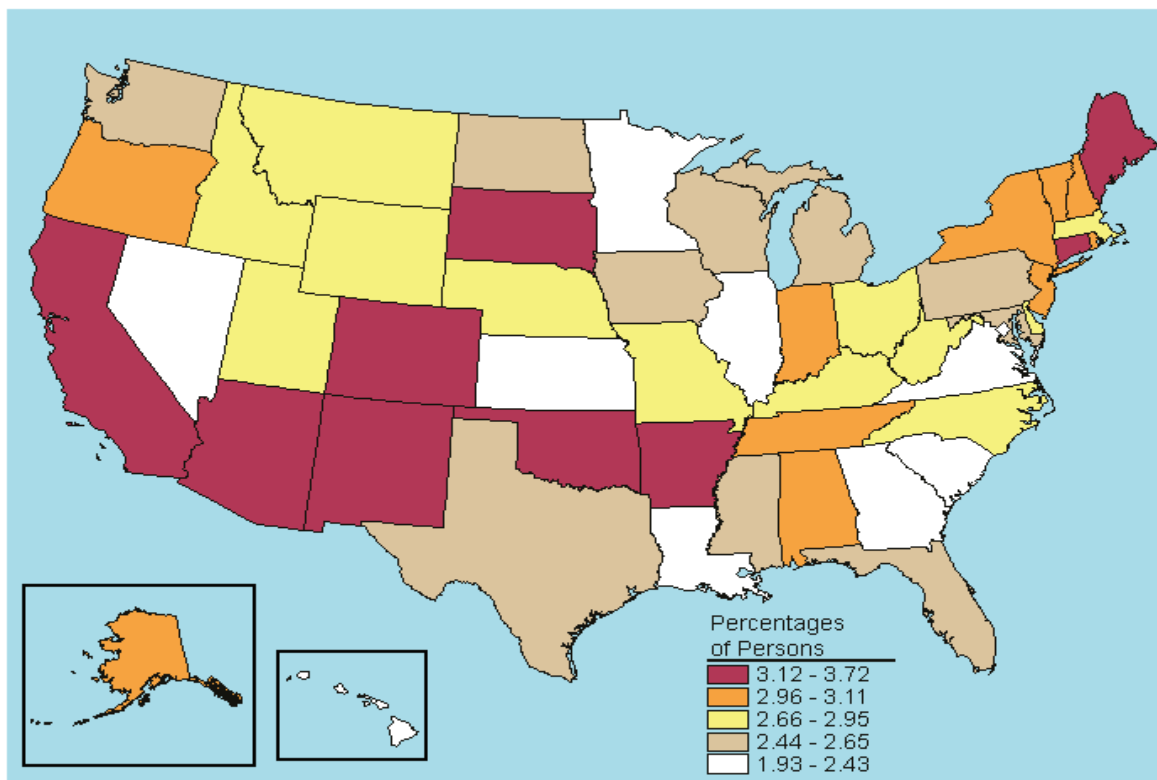 Percentages
of Persons
3.12 - 3.72
2.96 - 3.11
2.66 - 2.95
2.44 - 2.65
1.93 - 2.43